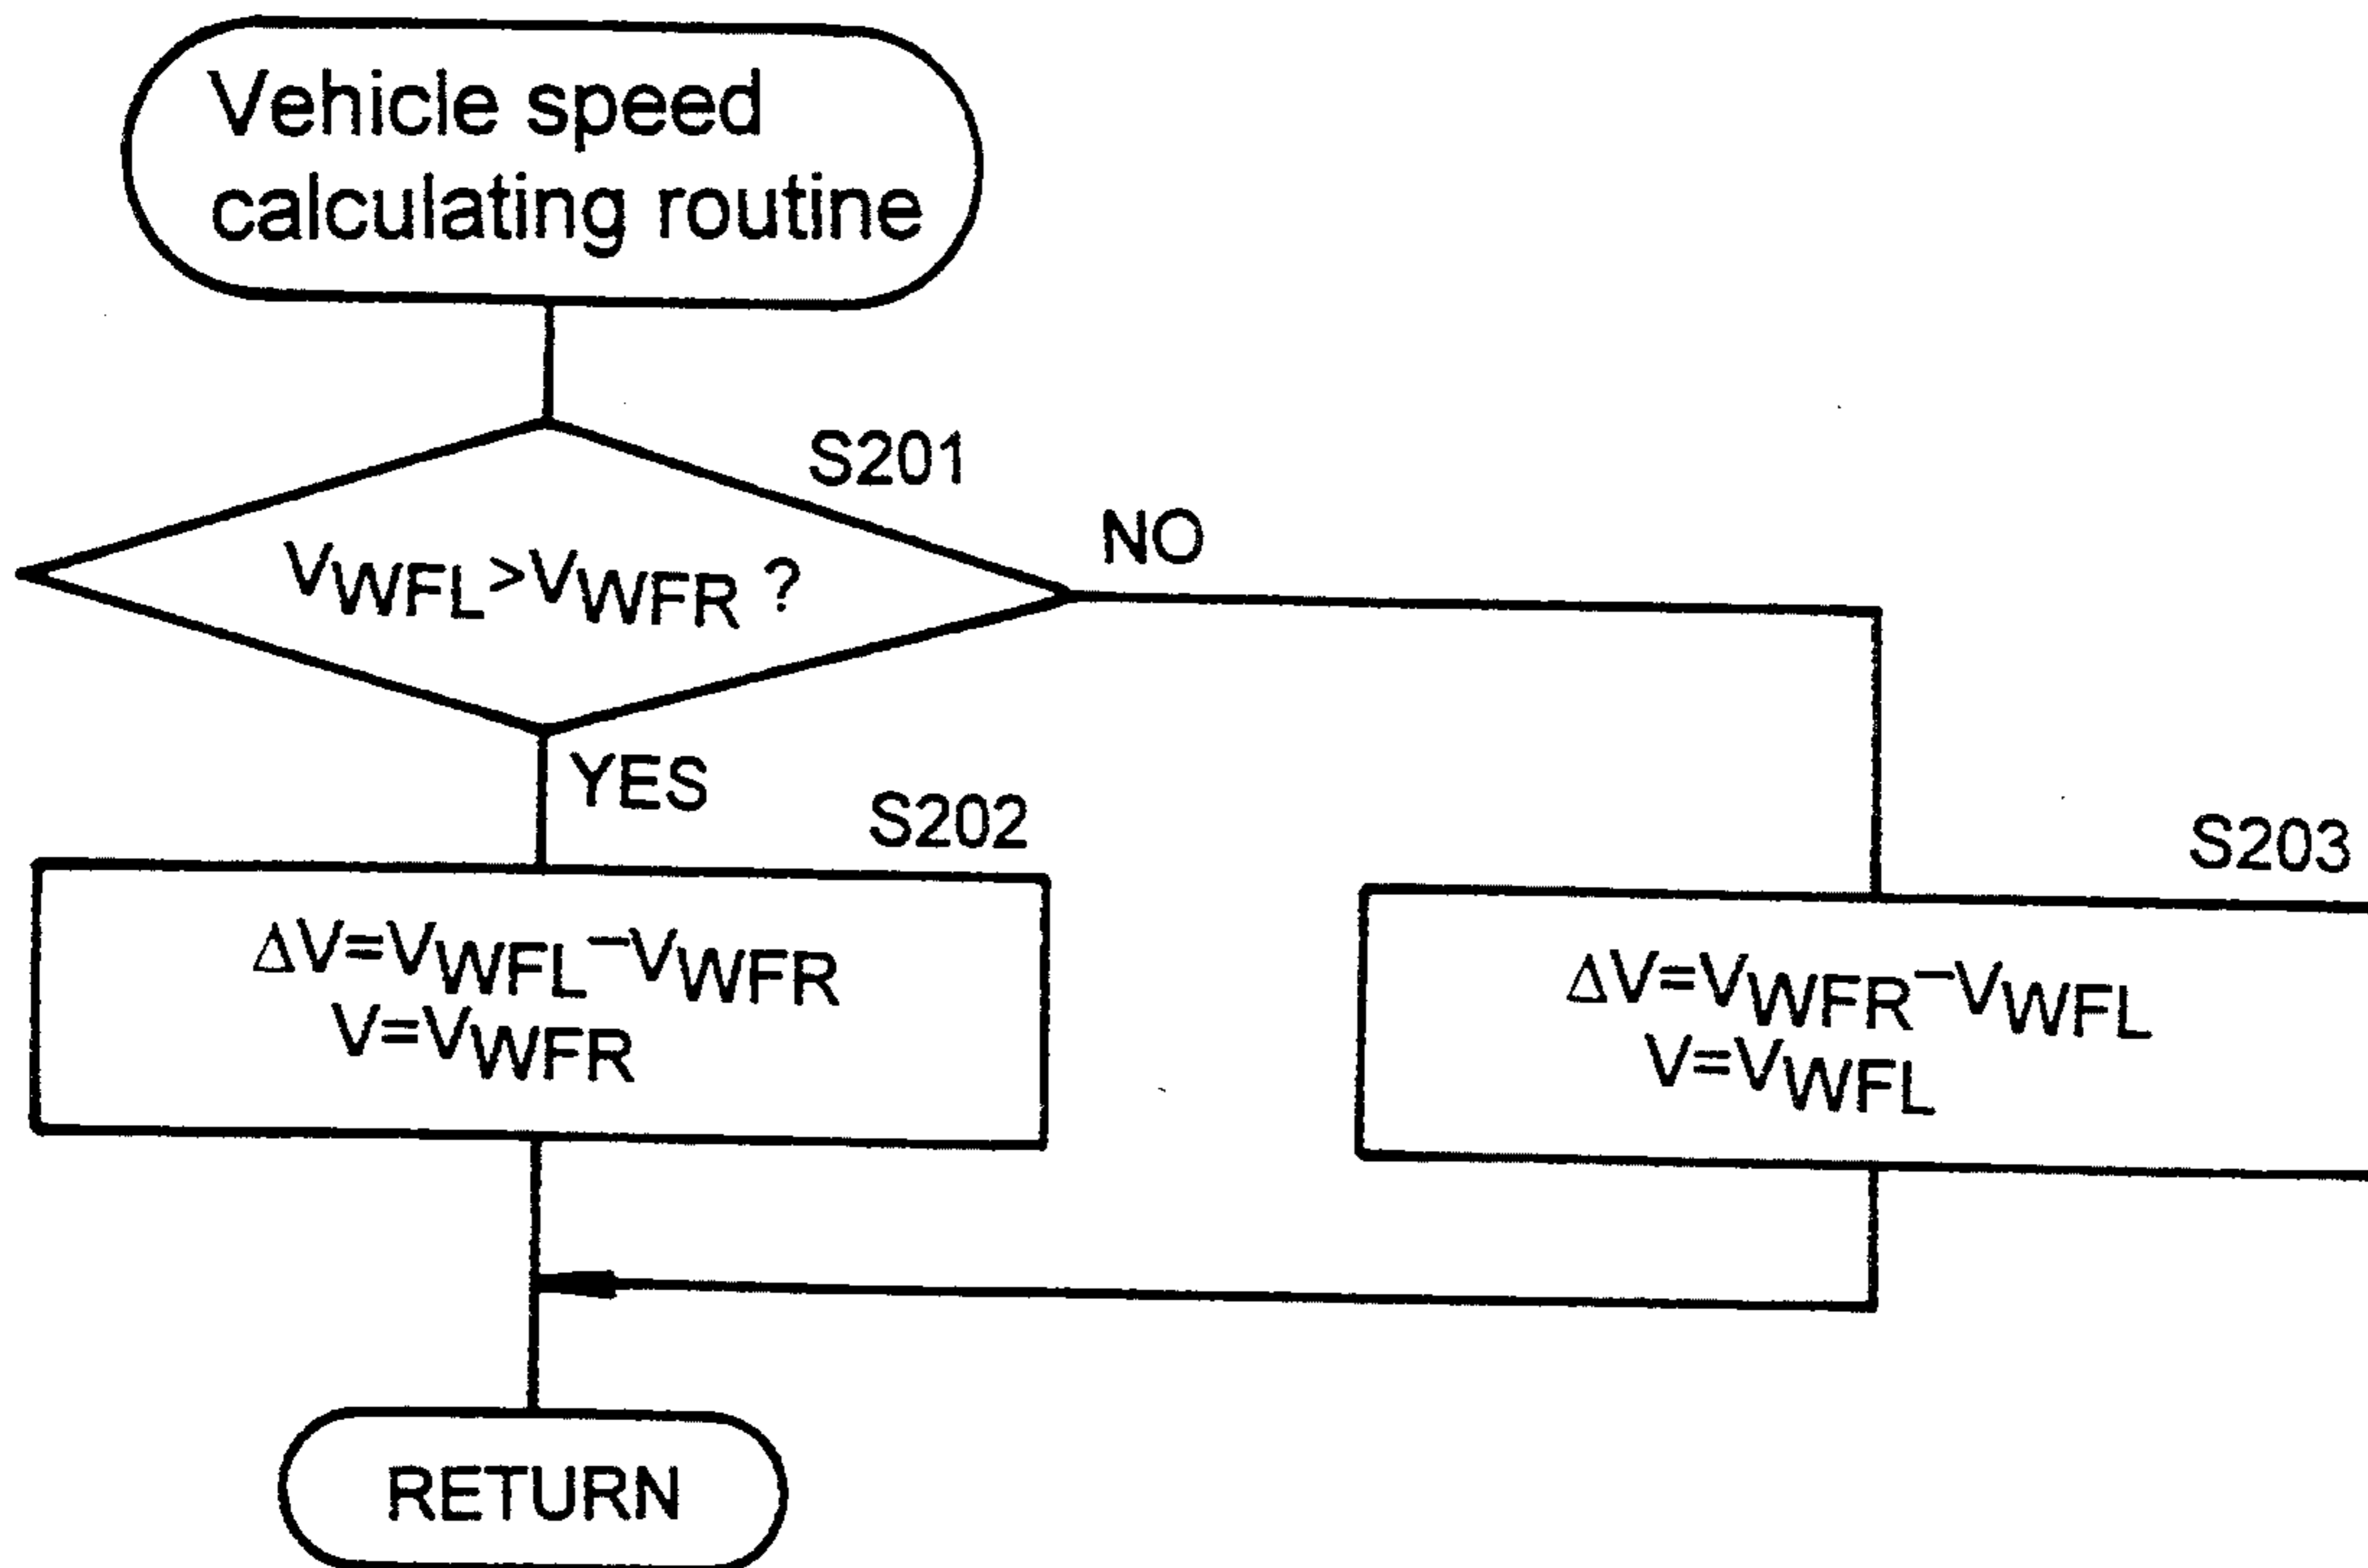 Vehicle speed
calculating routine
S201
VWFL>VWFR ?
NO
YES
S202
ΔV=VWFL-VWFR
V=VWFR
S203
ΔV=VWFR-VWFL
V=VWFL
RETURN